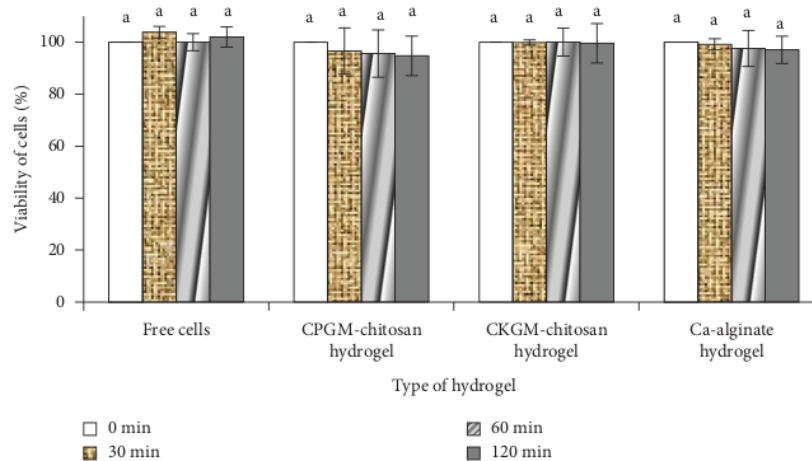 a a a a a a a a a a a a a a a a
100
80
60
40
20
0
Viability of cells (%)
Free cells
CPGM-chitosan
hydrogel
CKGM-chitosan
hydrogel
Ca-alginate
hydrogel
Type of hydrogel
0 min
30 min
60 min
120 min